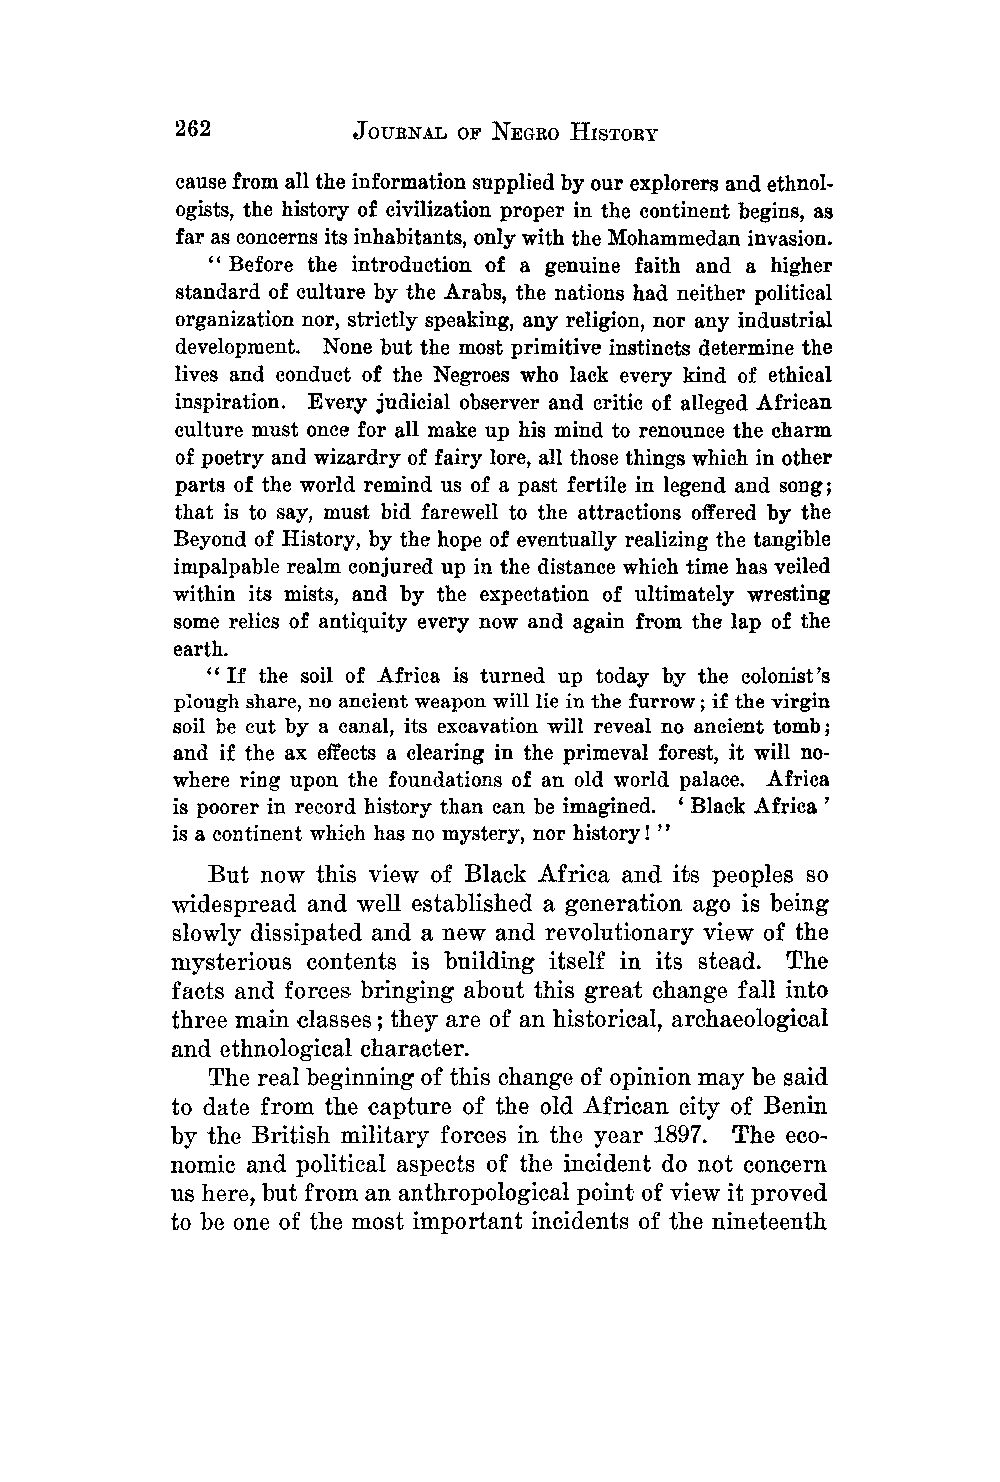 262 JOURNAL OF NEGRO HISTORY
cause from all the information supplied by our explorers and ethnol-
ogists, the history of civilization proper in the continent begins, as
far as concerns its inhabitants, only with the Mohammedan invasion.
“ Before the introduction of a genuine faith and a higher
standard of culture by the Arabs, the nations had neither political
organization nor, strictly speaking, any religion, nor any industrial
development. None but the most primitive instincts determine the
lives and conduct of the Negroes who lack every kind of ethical
inspiration. Every judicial observer and critic of alleged African
culture must once for all make up his mind to renounce the charm
of poetry and wizardry of fairy lore, all those things which in other
parts of the world remind us of a past fertile in legend and song;
that is to say, must bid farewell to the attractions offered by the
Beyond of History, by the hope of eventually realizing the tangible
impalpable realm conjured up in the distance which time has veiled
within its mists, and by the expectation of ultimately wresting
some relics of antiquity every now and again from the lap of the
earth.
“ If the soil of Africa is turned up today by the colonist’s
plough share, no ancient weapon will lie in the furrow; if the virgin
soil be cut by a canal, its excavation will reveal no ancient tomb;
and if the ax effects a clearing in the primeval forest, it will no-
where ring upon the foundations of an old world palace. Africa
is poorer in record history than can be imagined. ‘ Black Africa ’
is a continent which has no mystery, nor history! ”
But now this view of Black Africa and its peoples so
widespread and well established a generation ago is being
slowly dissipated and a new and revolutionary view of the
mysterious contents is building itself in its stead. The
facts and forces bringing about this great change fall into
three main classes; they are of an historical, archaeological
and ethnological character.
The real beginning of this change of opinion may be said
to date from the capture of the old African city of Benin
by the British military forces in the year 1897. The eco-
nomic and political aspects of the incident do not concern
us here, but from an anthropological point of view it proved
to be one of the most important incidents of the nineteenth